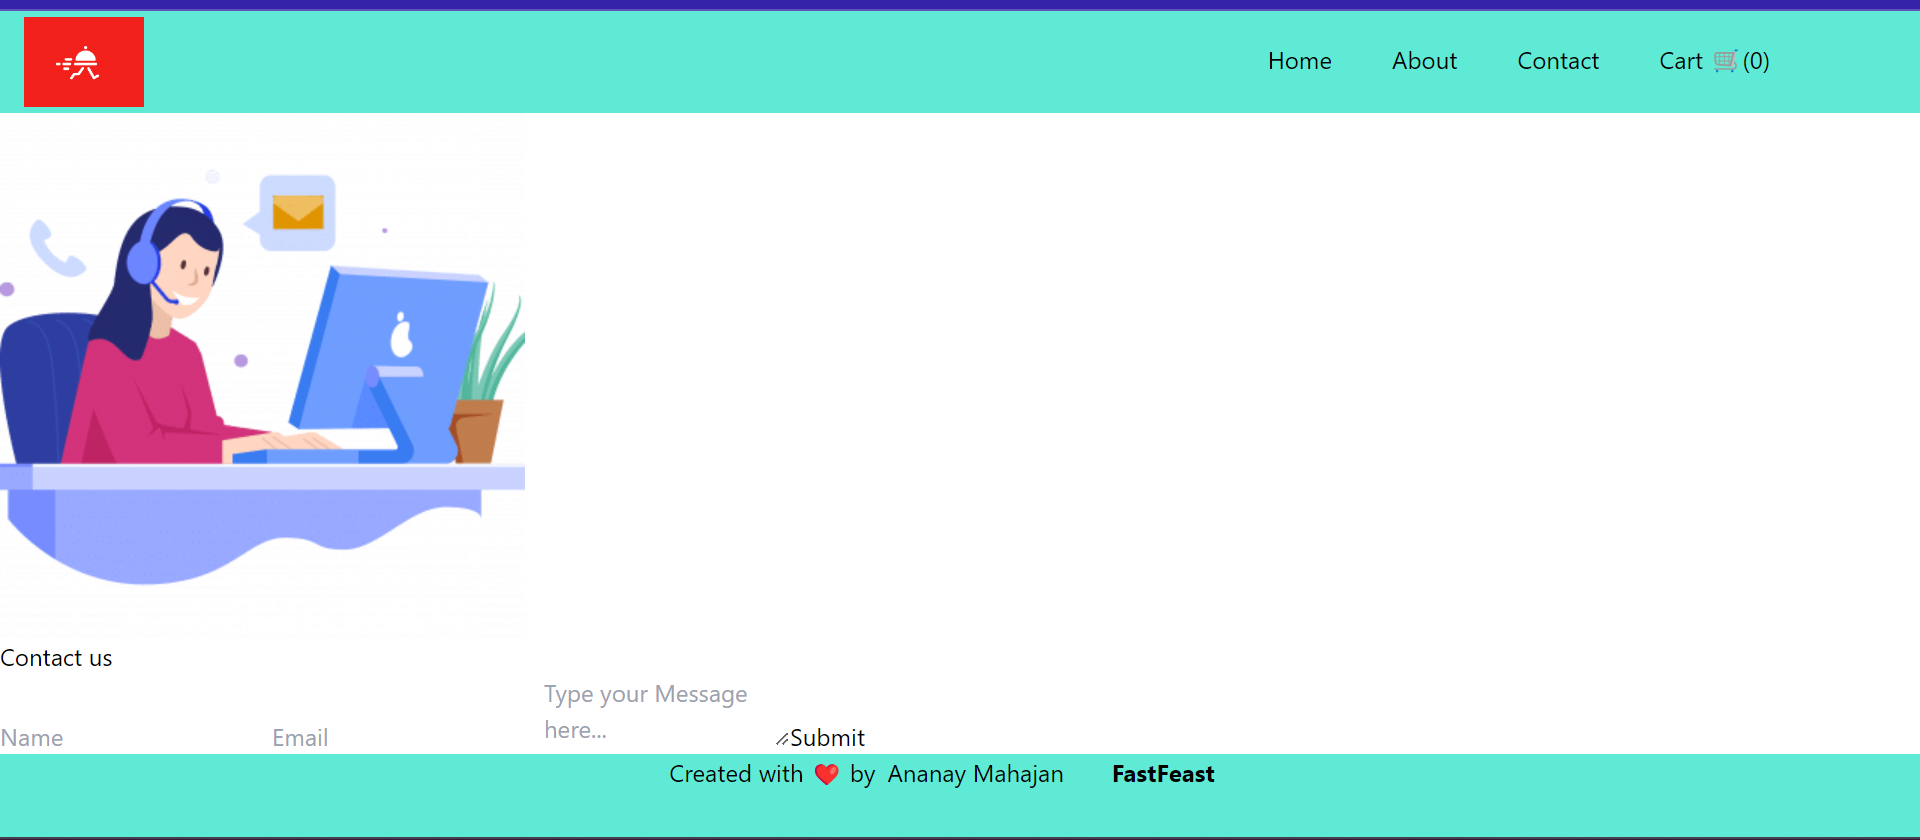 Home About Contact Cart 🛒(0)
Contact us
Name Email Type your Message
here... Submit
Created with ❤️ by Ananay Mahajan FastFeast